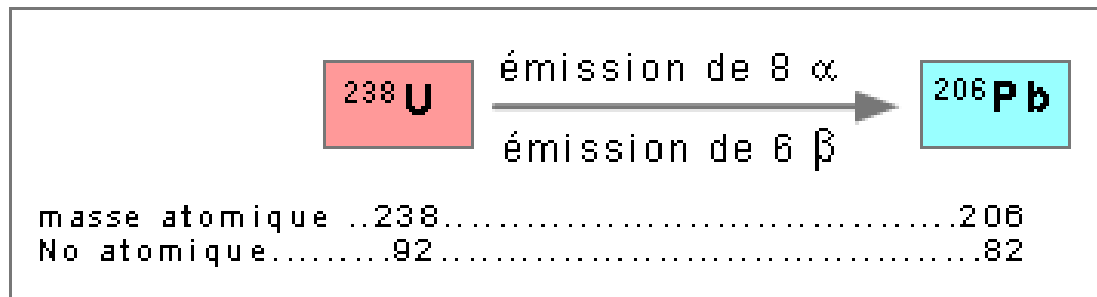 émission de 8 α
²³⁸U ²⁰⁶Pb
émission de 6 β
masse atomique ..238.......................................206
No atomique.........92...........................................82